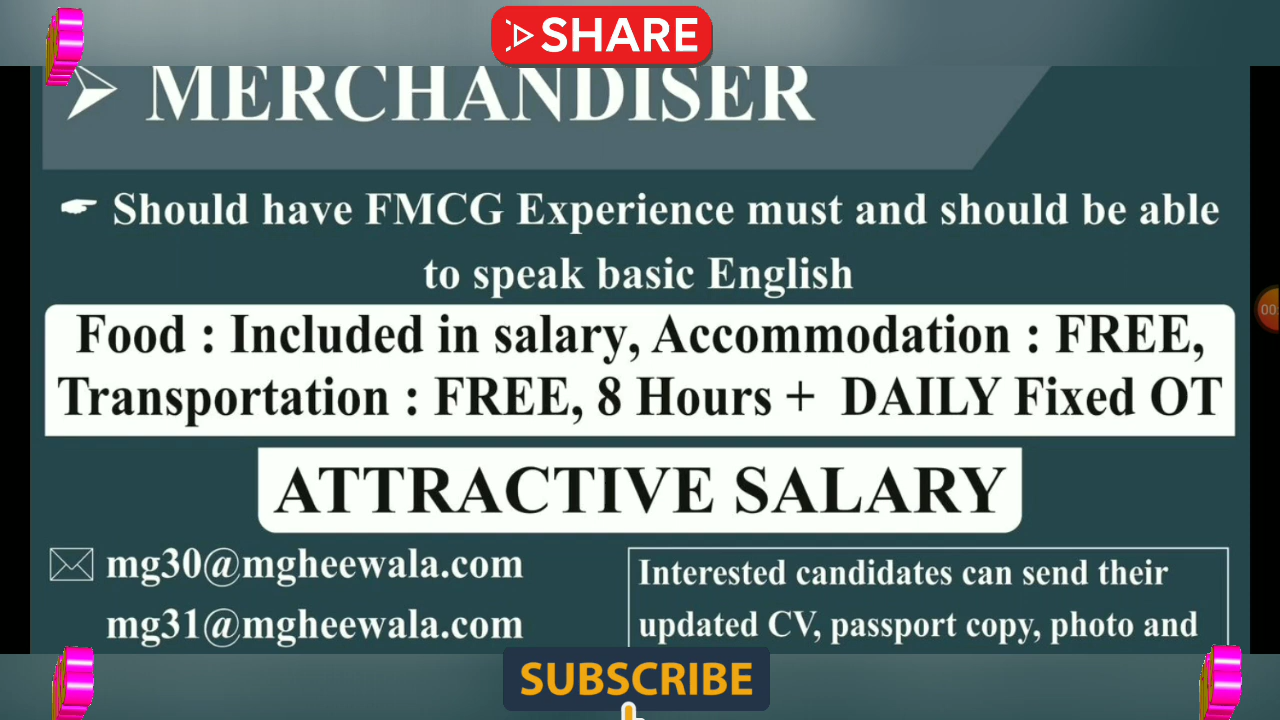 SHARE
➢ MERCHANDISER
☛ Should have FMCG Experience must and should be able
to speak basic English
Food : Included in salary, Accommodation : FREE,
Transportation : FREE, 8 Hours + DAILY Fixed OT
ATTRACTIVE SALARY
mg30@mgheewala.com
mg31@mgheewala.com
Interested candidates can send their
updated CV, passport copy, photo and
00
SUBSCRIBE